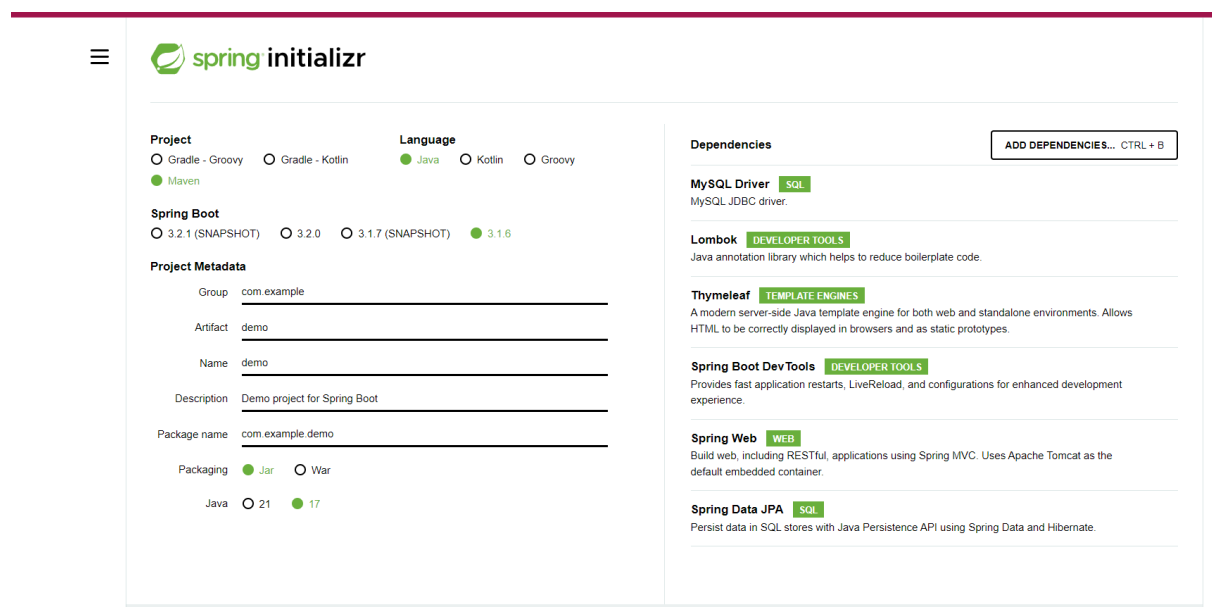 spring initializr
Project
Gradle - Groovy Gradle - Kotlin
Maven
Language
Java Kotlin Groovy
Spring Boot
3.2.1 (SNAPSHOT) 3.2.0 3.1.7 (SNAPSHOT) 3.1.6
Project Metadata
Group com.example
Artifact demo
Name demo
Description Demo project for Spring Boot
Package name com.example.demo
Packaging Jar War
Java 21 17
Dependencies ADD DEPENDENCIES... CTRL + B
MySQL Driver SQL
MySQL JDBC driver.
Lombok DEVELOPER TOOLS
Java annotation library which helps to reduce boilerplate code.
Thymeleaf TEMPLATE ENGINES
A modern server-side Java template engine for both web and standalone environments. Allows
HTML to be correctly displayed in browsers and as static prototypes.
Spring Boot DevTools DEVELOPER TOOLS
Provides fast application restarts, LiveReload, and configurations for enhanced development
experience.
Spring Web WEB
Build web, including RESTful, applications using Spring MVC. Uses Apache Tomcat as the
default embedded container.
Spring Data JPA SQL
Persist data in SQL stores with Java Persistence API using Spring Data and Hibernate.